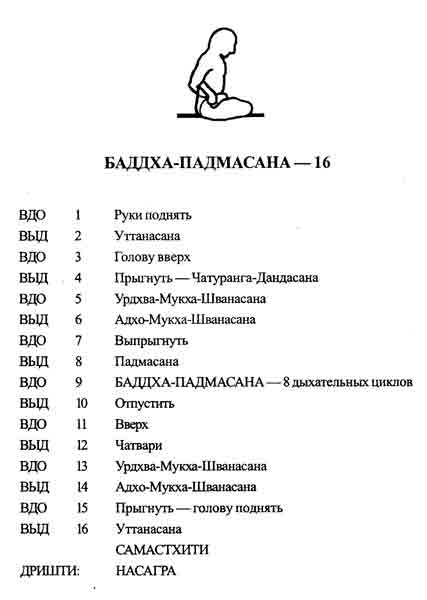 БАДДХА-ПАДМАСАНА — 16
ВДО 1 Руки поднять
ВЫД 2 Уттанасана
ВДО 3 Голову вверх
ВЫД 4 Прыгнуть — Чатуранга-Дандасана
ВДО 5 Урдхва-Мукха-Шванасана
ВЫД 6 Адхо-Мукха-Шванасана
ВДО 7 Выпрыгнуть
ВЫД 8 Падмасана
ВДО 9 БАДДХА-ПАДМАСАНА — 8 дыхательных циклов
ВЫД 10 Отпустить
ВДО 11 Вверх
ВЫД 12 Чатвари
ВДО 13 Урдхва-Мукха-Шванасана
ВЫД 14 Адхо-Мукха-Шванасана
ВДО 15 Прыгнуть — голову поднять
ВЫД 16 Уттанасана
САМАСТХИТИ
ДРИШТИ: НАСАГРА